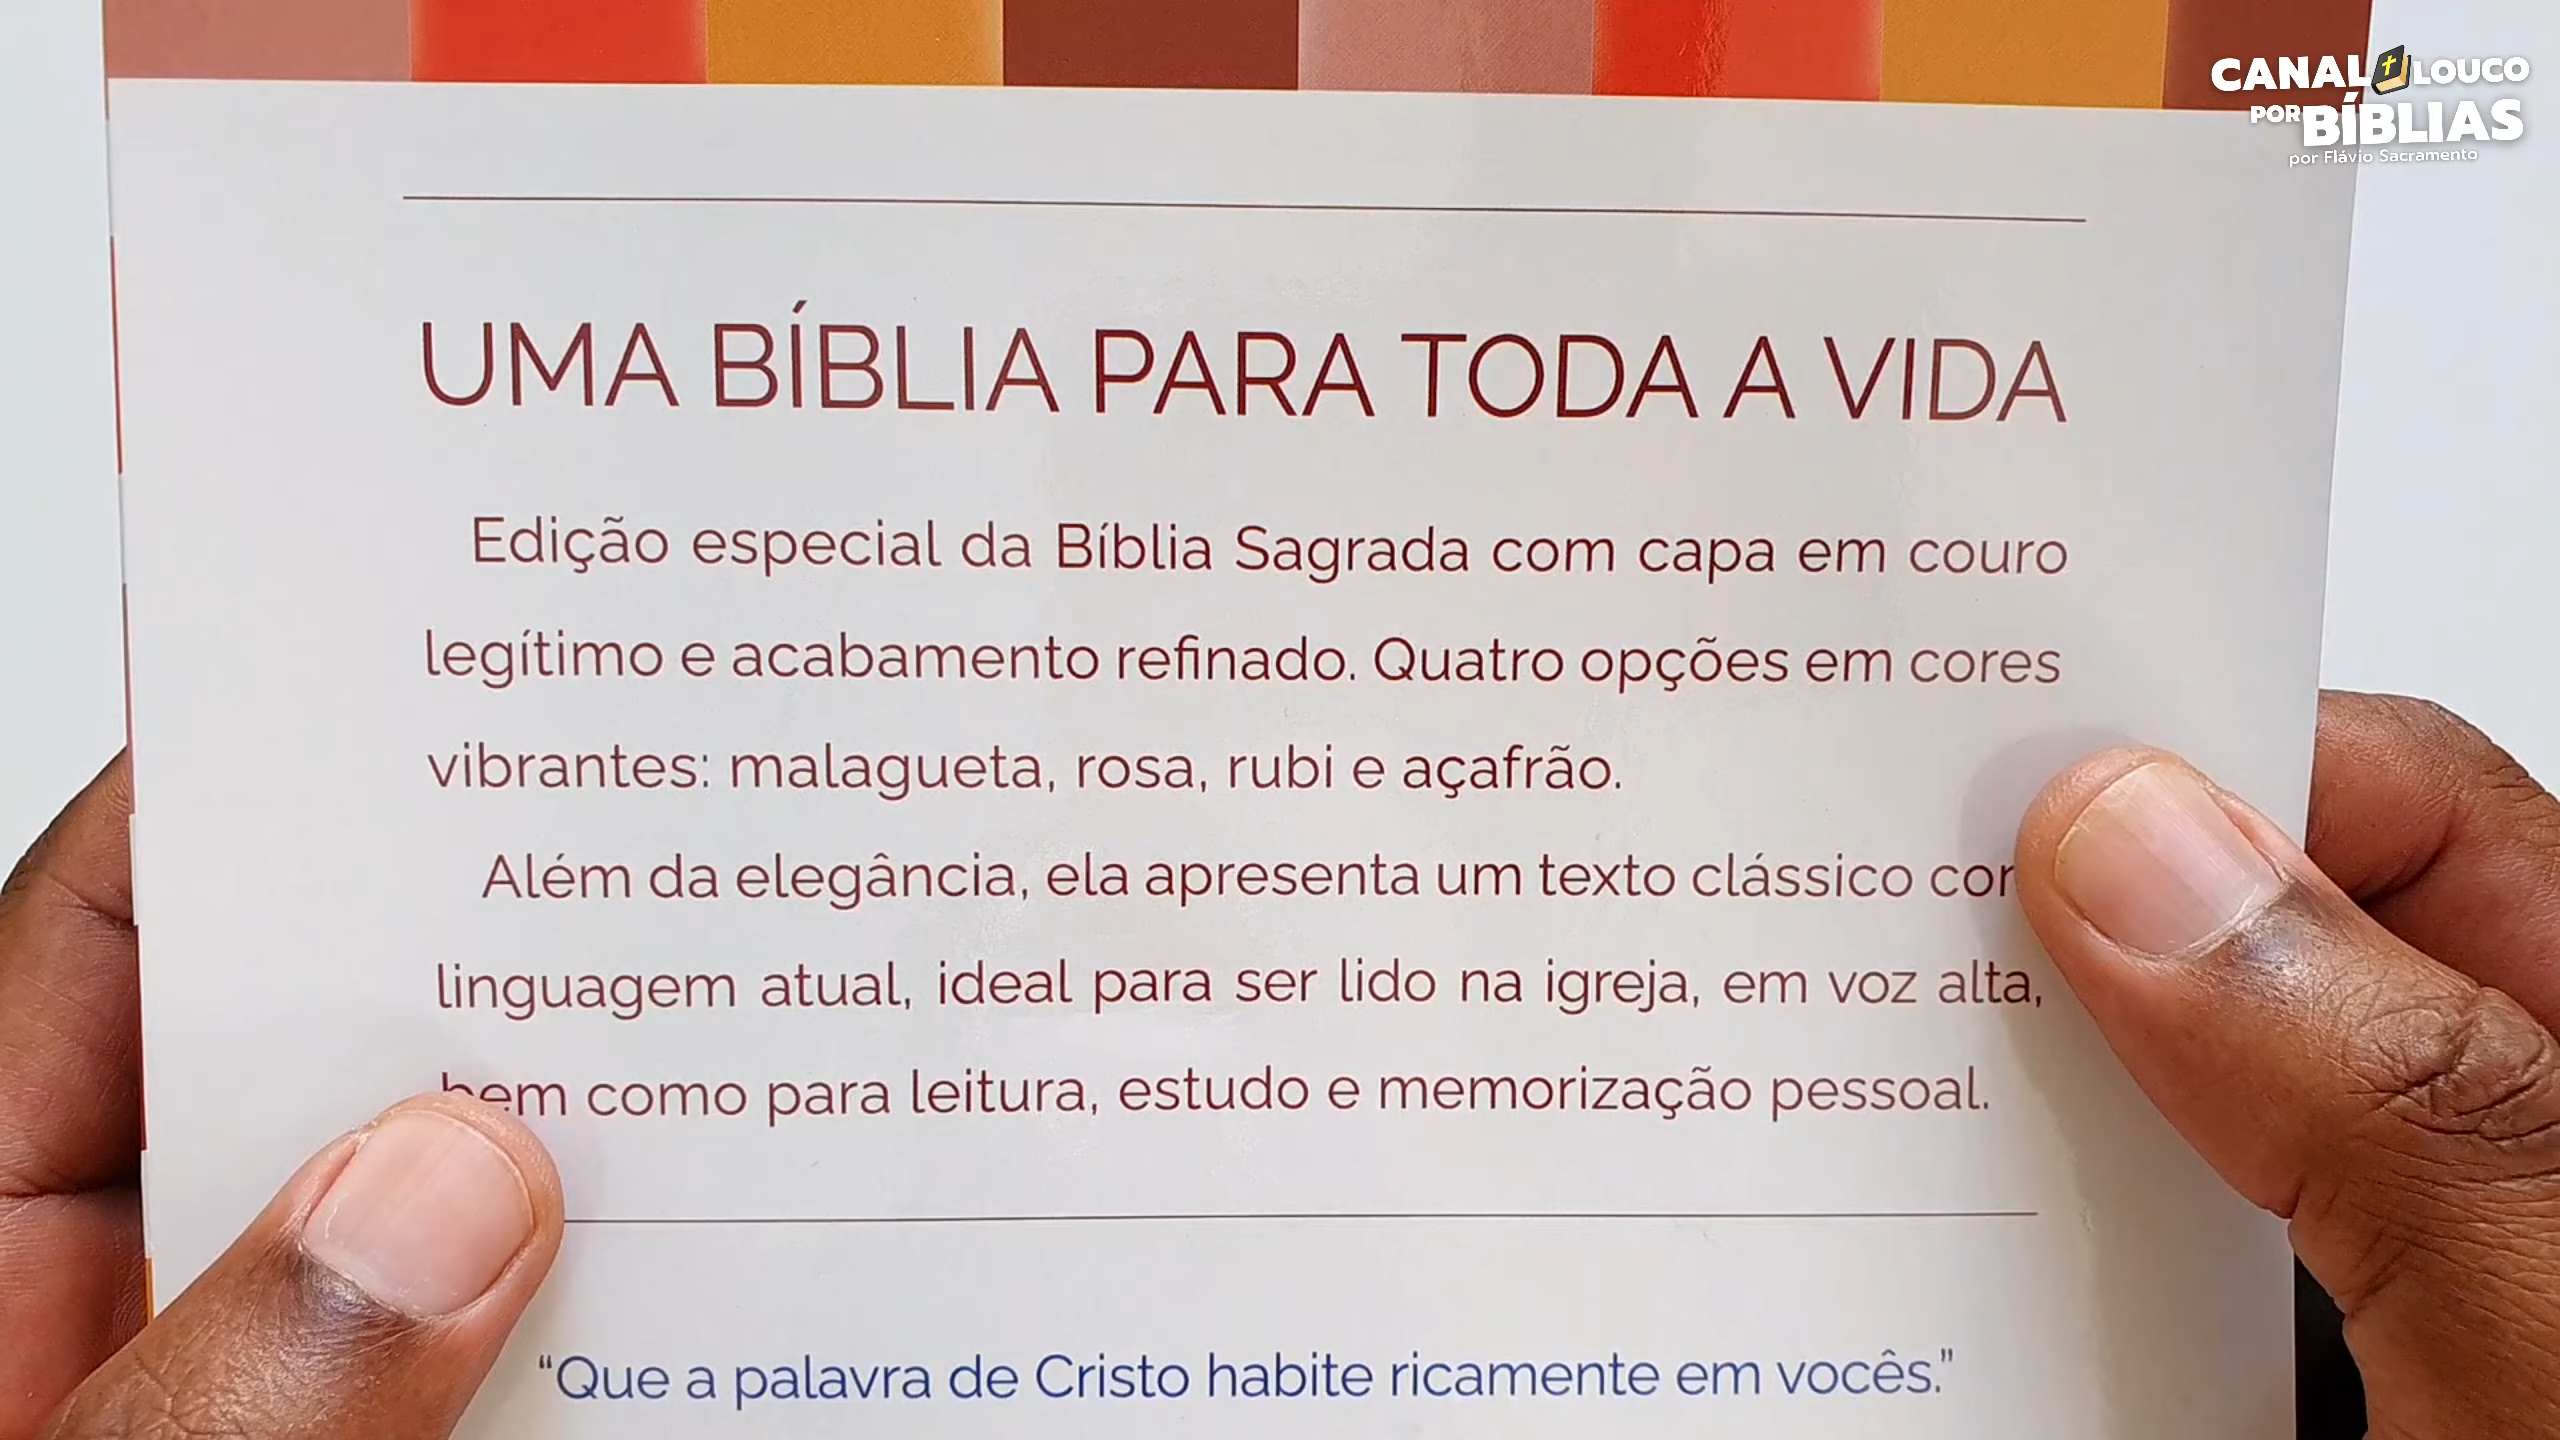 CANAL LOUCO
POR BÍBLIAS
por Flávio Sacramento
UMA BÍBLIA PARA TODA A VIDA
Edição especial da Bíblia Sagrada com capa em couro
legítimo e acabamento refinado. Quatro opções em cores
vibrantes: malagueta, rosa, rubi e açafrão.
Além da elegância, ela apresenta um texto clássico com
linguagem atual, ideal para ser lido na igreja, em voz alta,
bem como para leitura, estudo e memorização pessoal.
“Que a palavra de Cristo habite ricamente em vocês.”